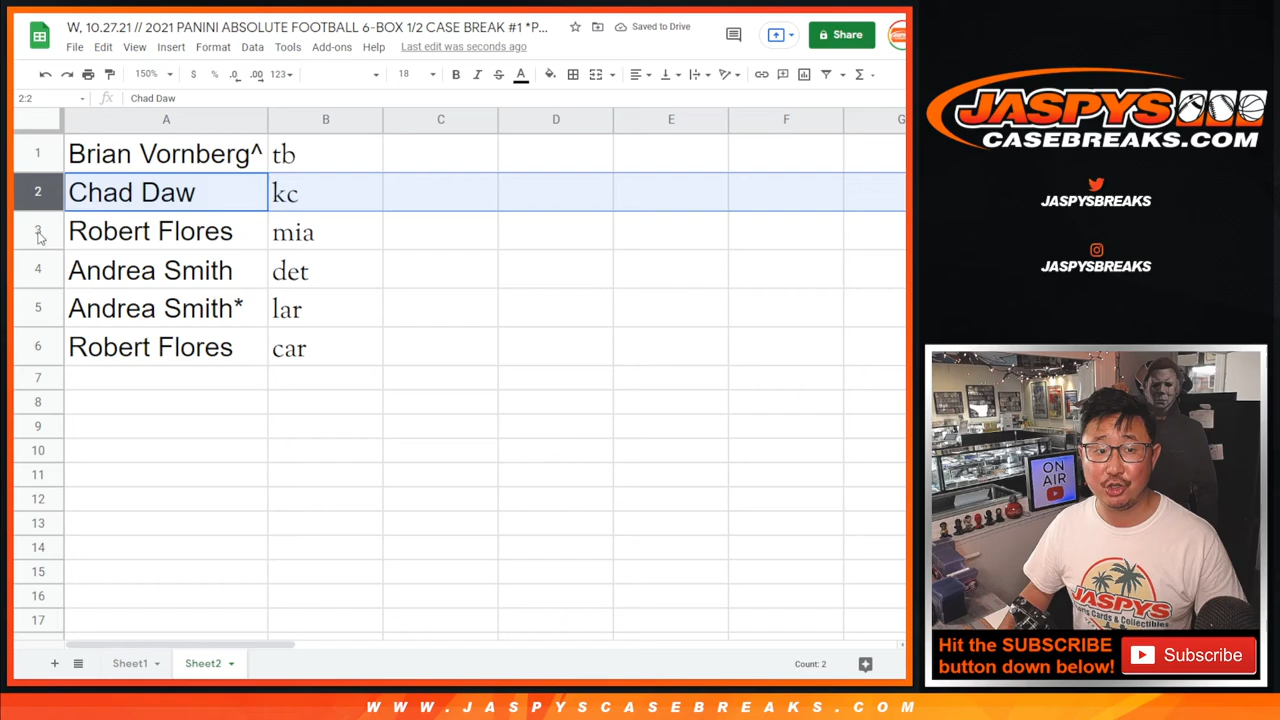 W, 10.27.21 // 2021 PANINI ABSOLUTE FOOTBALL 6-BOX 1/2 CASE BREAK #1 *P...
Saved to Drive
Share
File Edit View Insert Format Data Tools Add-ons Help Last edit was seconds ago
150% $ % .0 .00 123 18 B I S A
2:2 fx Chad Daw
A B C D E F G
1 Brian Vornberg^ tb
2 Chad Daw kc
3 Robert Flores mia
4 Andrea Smith det
5 Andrea Smith* lar
6 Robert Flores car
7
8
9
10
11
12
13
14
15
16
17
+ Sheet1 Sheet2 Count: 2
JASPYS
CASEBREAKS.COM
JASPYSBREAKS
JASPYSBREAKS
ON
AIR
JASPYS
Hit the SUBSCRIBE
button down below!
Subscribe
WWW.JASPYSCASEBREAKS.COM